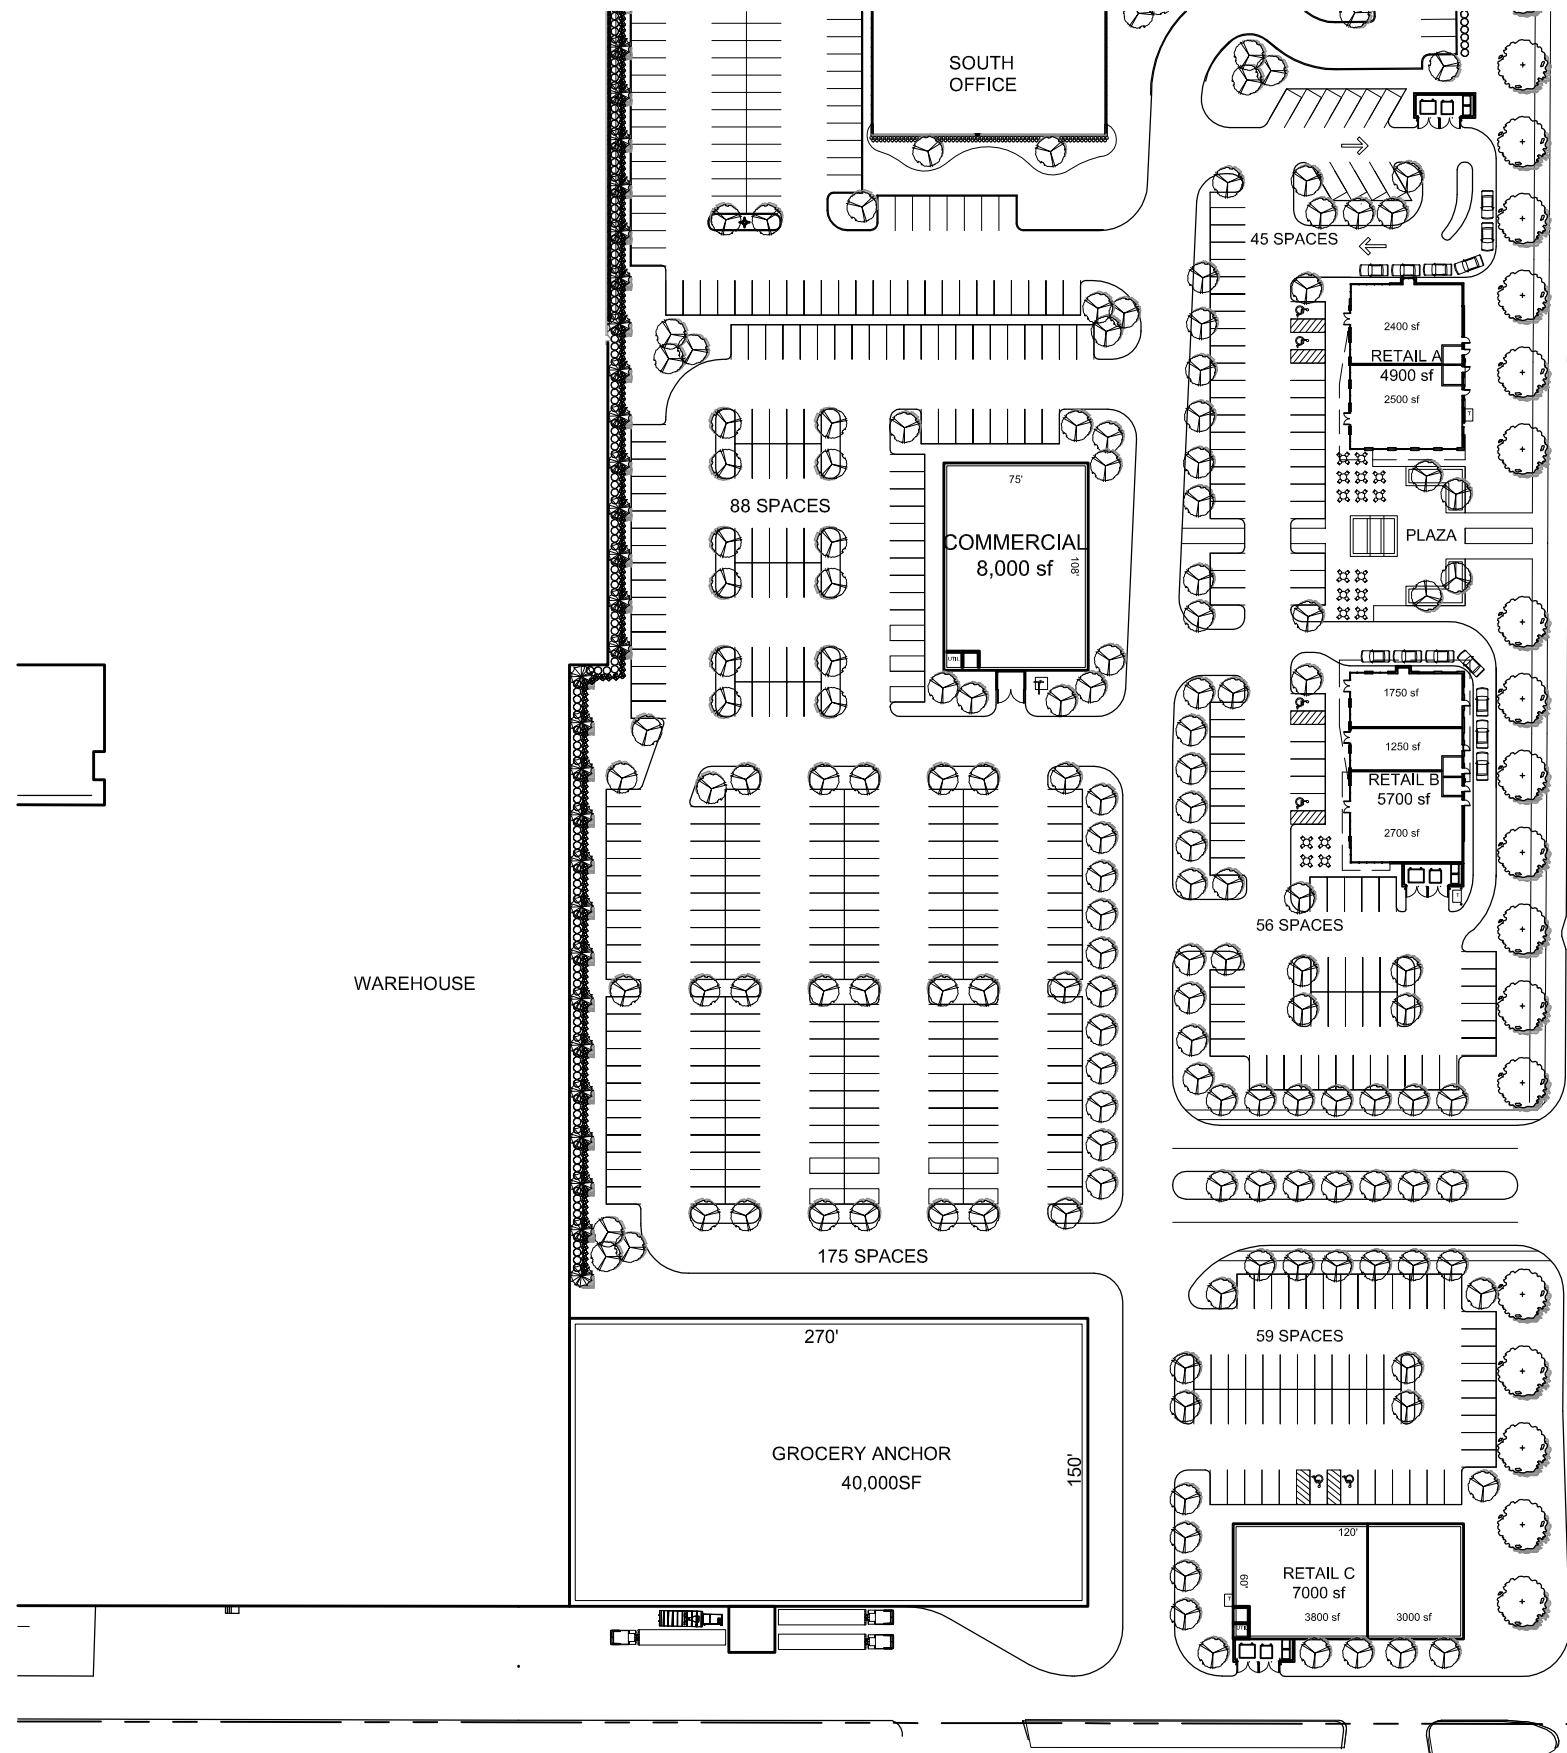 SOUTH
OFFICE
45 SPACES
2400 sf
RETAIL A
4900 sf
2500 sf
T
75'
88 SPACES
COMMERCIAL
8,000 sf
108'
UTIL
T
PLAZA
1750 sf
1250 sf
RETAIL B
5700 sf
2700 sf
T
56 SPACES
WAREHOUSE
175 SPACES
270'
GROCERY ANCHOR
40,000SF
150'
59 SPACES
120'
RETAIL C
7000 sf
60'
3800 sf
3000 sf
T
UTIL